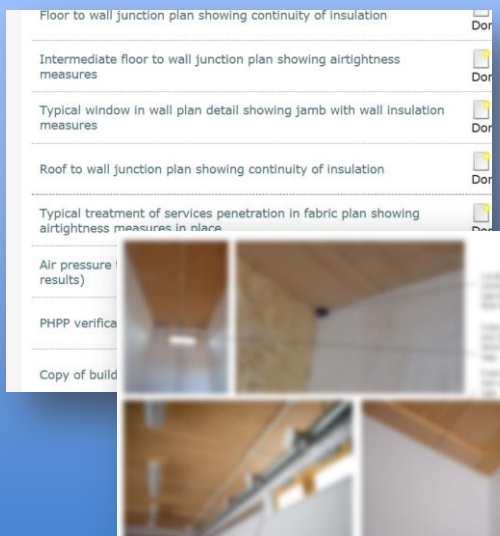 Floor to wall junction plan showing continuity of insulation
Dor
Intermediate floor to wall junction plan showing airtightness
measures
Dor
Typical window in wall plan detail showing jamb with wall insulation
measures
Dor
Roof to wall junction plan showing continuity of insulation
Dor
Typical treatment of services penetration in fabric plan showing
airtightness measures in place
Air pressure
results)
PHPP verifica
Copy of build